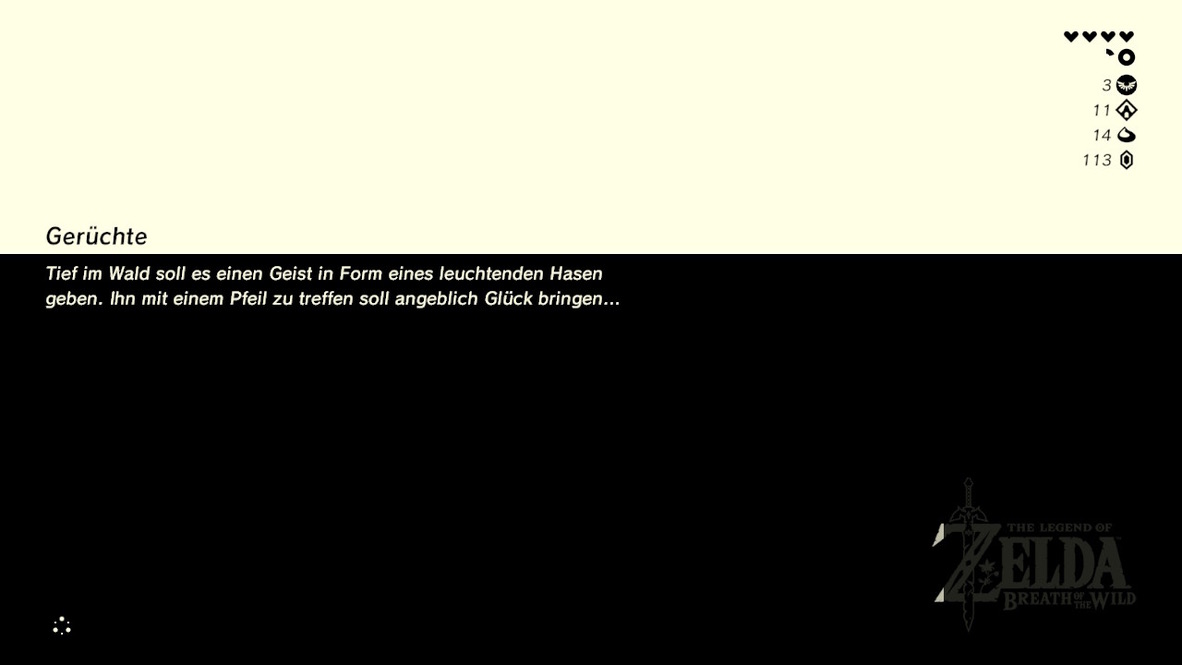 3
11
14
113
Gerüchte
Tief im Wald soll es einen Geist in Form eines leuchtenden Hasen
geben. Ihn mit einem Pfeil zu treffen soll angeblich Glück bringen...
THE LEGEND OF
ZELDA
BREATH OF THE WILD